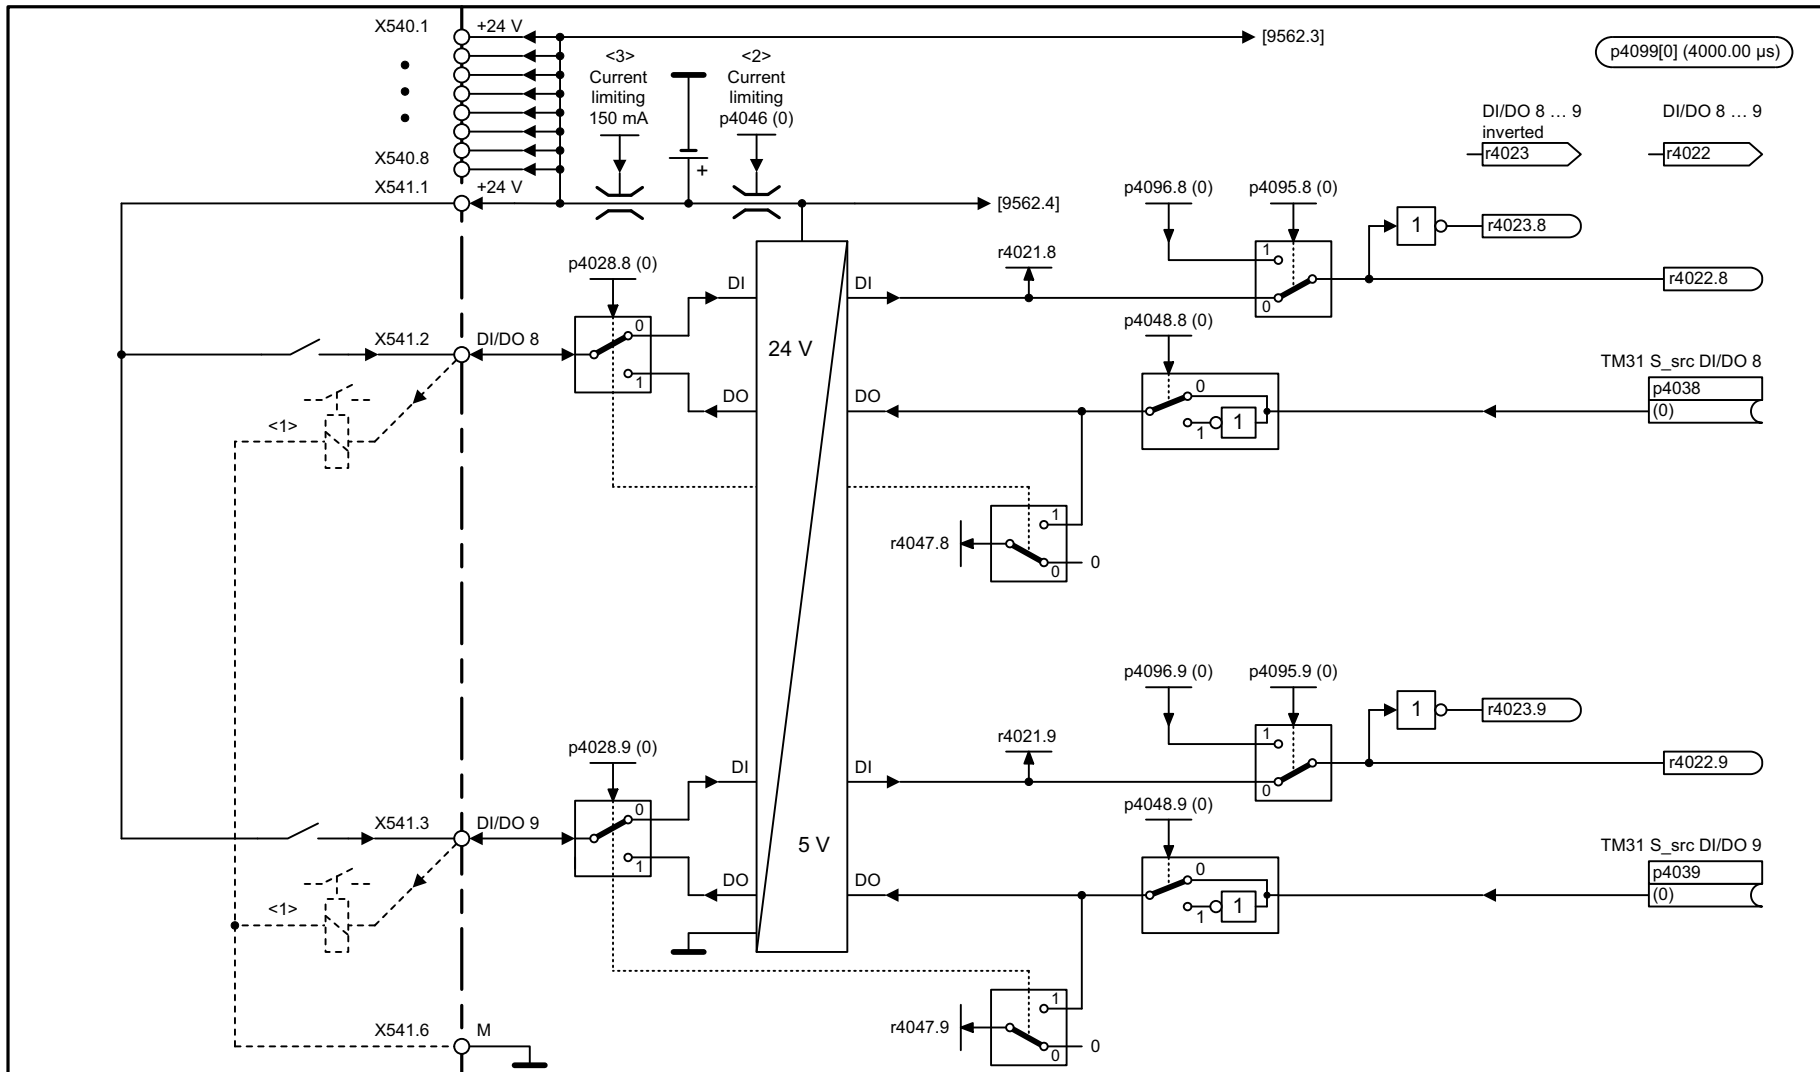 X540.1
+24 V
[9562.3]
p4099[0] (4000.00 µs)
<3>
Current
limiting
150 mA
<2>
Current
limiting
p4046 (0)
DI/DO 8 … 9
inverted
r4023
DI/DO 8 … 9
r4022
X540.8
+
X541.1
+24 V
[9562.4]
p4096.8 (0)
p4095.8 (0)
1
0
1
r4023.8
r4022.8
p4028.8 (0)
DI
DI
r4021.8
X541.2
DI/DO 8
0
1
24 V
p4048.8 (0)
0
1
1
DO
DO
TM31 S_src DI/DO 8
p4038
(0)
<1>
r4047.8
1
0
0
p4096.9 (0)
p4095.9 (0)
1
0
1
r4023.9
r4022.9
p4028.9 (0)
DI
DI
r4021.9
X541.3
DI/DO 9
0
1
5 V
p4048.9 (0)
0
1
1
DO
DO
TM31 S_src DI/DO 9
p4039
(0)
<1>
r4047.9
1
0
0
X541.6
M